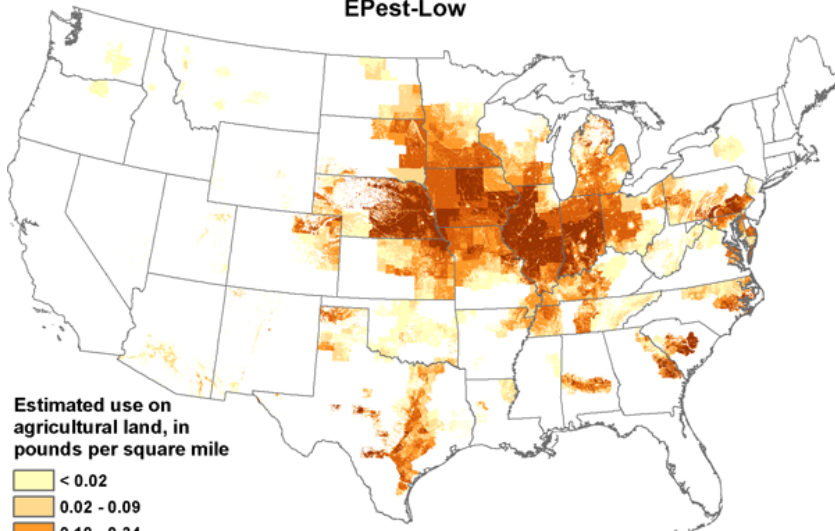 EPest-Low
Estimated use on
agricultural land, in
pounds per square mile
< 0.02
0.02 - 0.09